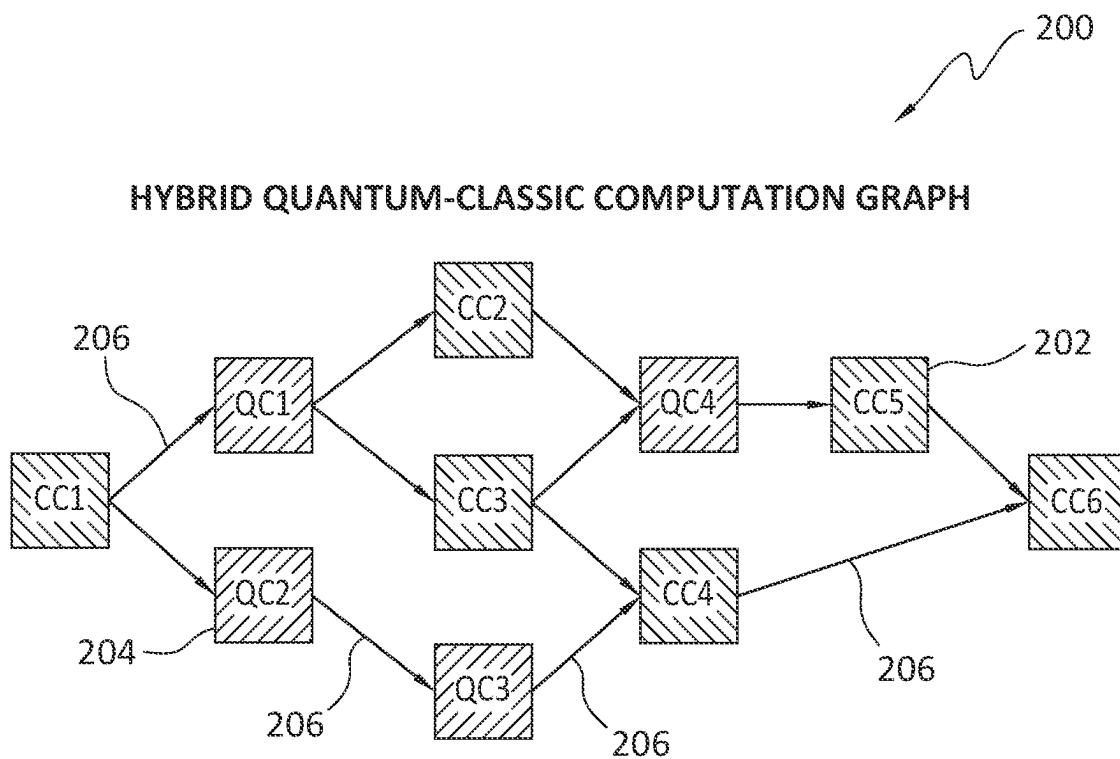 200
HYBRID QUANTUM-CLASSIC COMPUTATION GRAPH
CC2
206
202
QC1
QC4
CC5
CC1
CC3
CC6
QC2
CC4
204
QC3
206
206
206